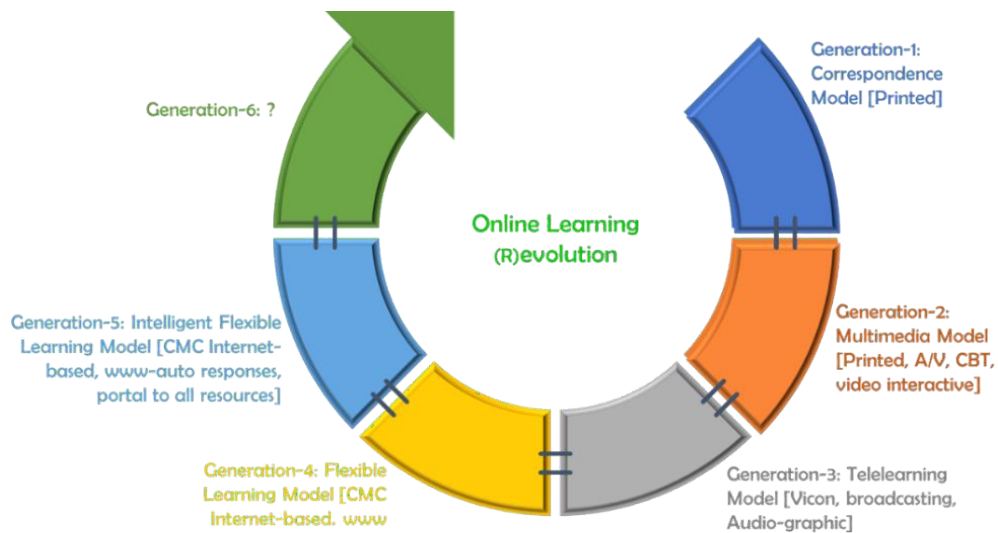 Generation-1:
Correspondence
Model [Printed]
Generation-6: ?
Online Learning
(R)evolution
Generation-2:
Multimedia Model
[Printed, A/V, CBT,
video interactive]
Generation-5: Intelligent Flexible
Learning Model [CMC Internet-
based, www-auto responses,
portal to all resources]
Generation-4: Flexible
Learning Model [CMC
Internet-based. www
Generation-3: Telelearning
Model [Vicon, broadcasting,
Audio-graphic]